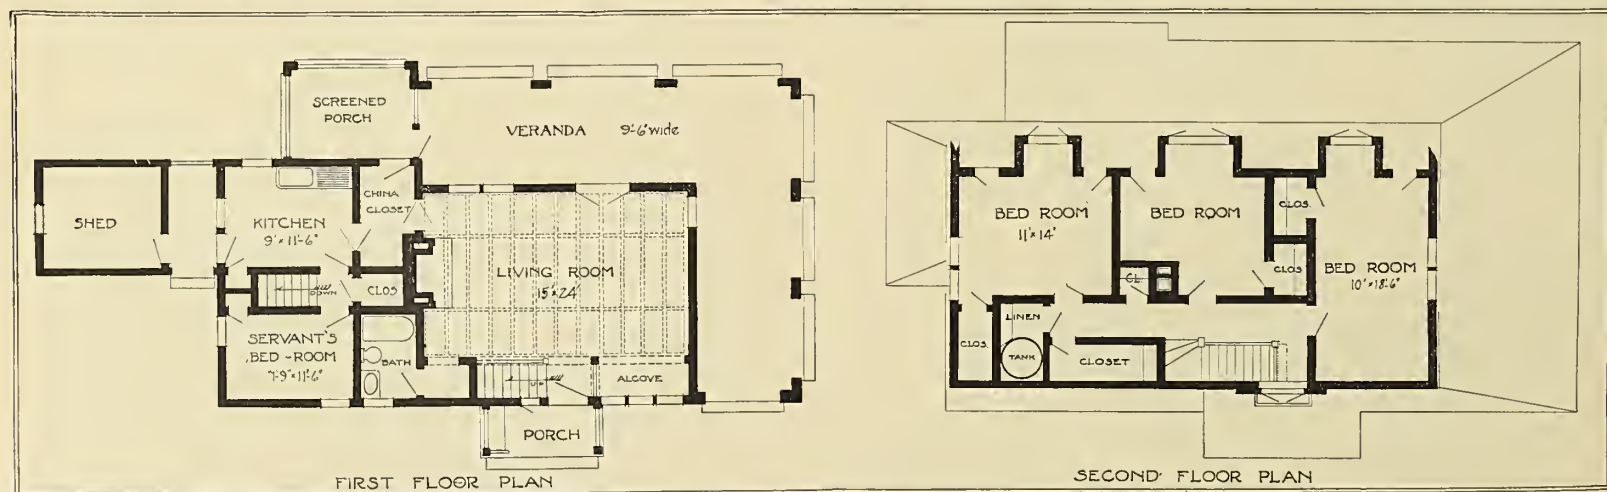 SCREENED
PORCH
VERANDA 9'-6" wide
SHED
KITCHEN
9'×11'-6"
CHINA
CLOSET
LIVING ROOM
15'×24'
DOWN
CLOS
SERVANT'S
BED-ROOM
7'-9"×11'-6"
BATH
UP
ALCOVE
PORCH
FIRST FLOOR PLAN
BED ROOM
11'×14'
BED ROOM
CLOS.
CLOS
BED ROOM
10'×18'-6"
CL.
LINEN
CLOS.
TANK
CLOSET
SECOND FLOOR PLAN